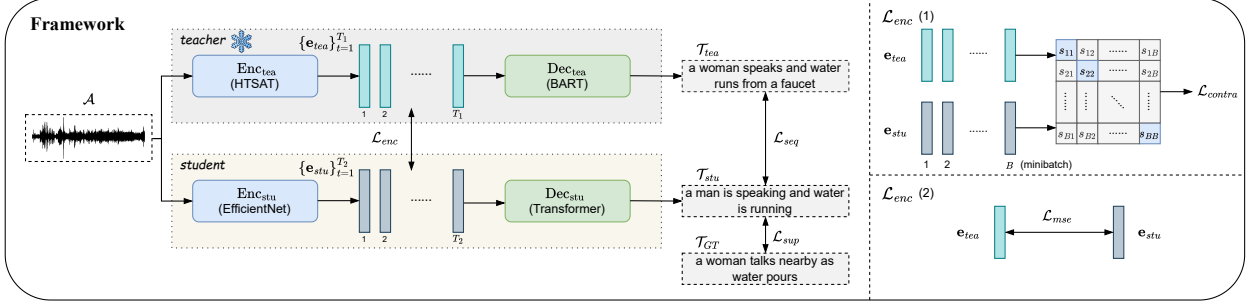 Framework
teacher
{e_tea}_{t=1}^{T_1}
Enc_tea
(HTSAT)
1 2 ...... T_1
Dec_tea
(BART)
𝒯_tea
a woman speaks and water
runs from a faucet
𝒜
ℒ_enc
ℒ_seq
student
{e_stu}_{t=1}^{T_2}
Enc_stu
(EfficientNet)
1 2 ...... T_2
Dec_stu
(Transformer)
𝒯_stu
a man is speaking and water
is running
𝒯_GT
ℒ_sup
a woman talks nearby as
water pours
ℒ_enc (1)
e_tea
......
s_11 s_12 ...... s_1B
s_21 s_22 ...... s_2B
s_B1 s_B2 ...... s_BB
ℒ_contra
e_stu
......
1 2 B (minibatch)
ℒ_enc (2)
e_tea
ℒ_mse
e_stu